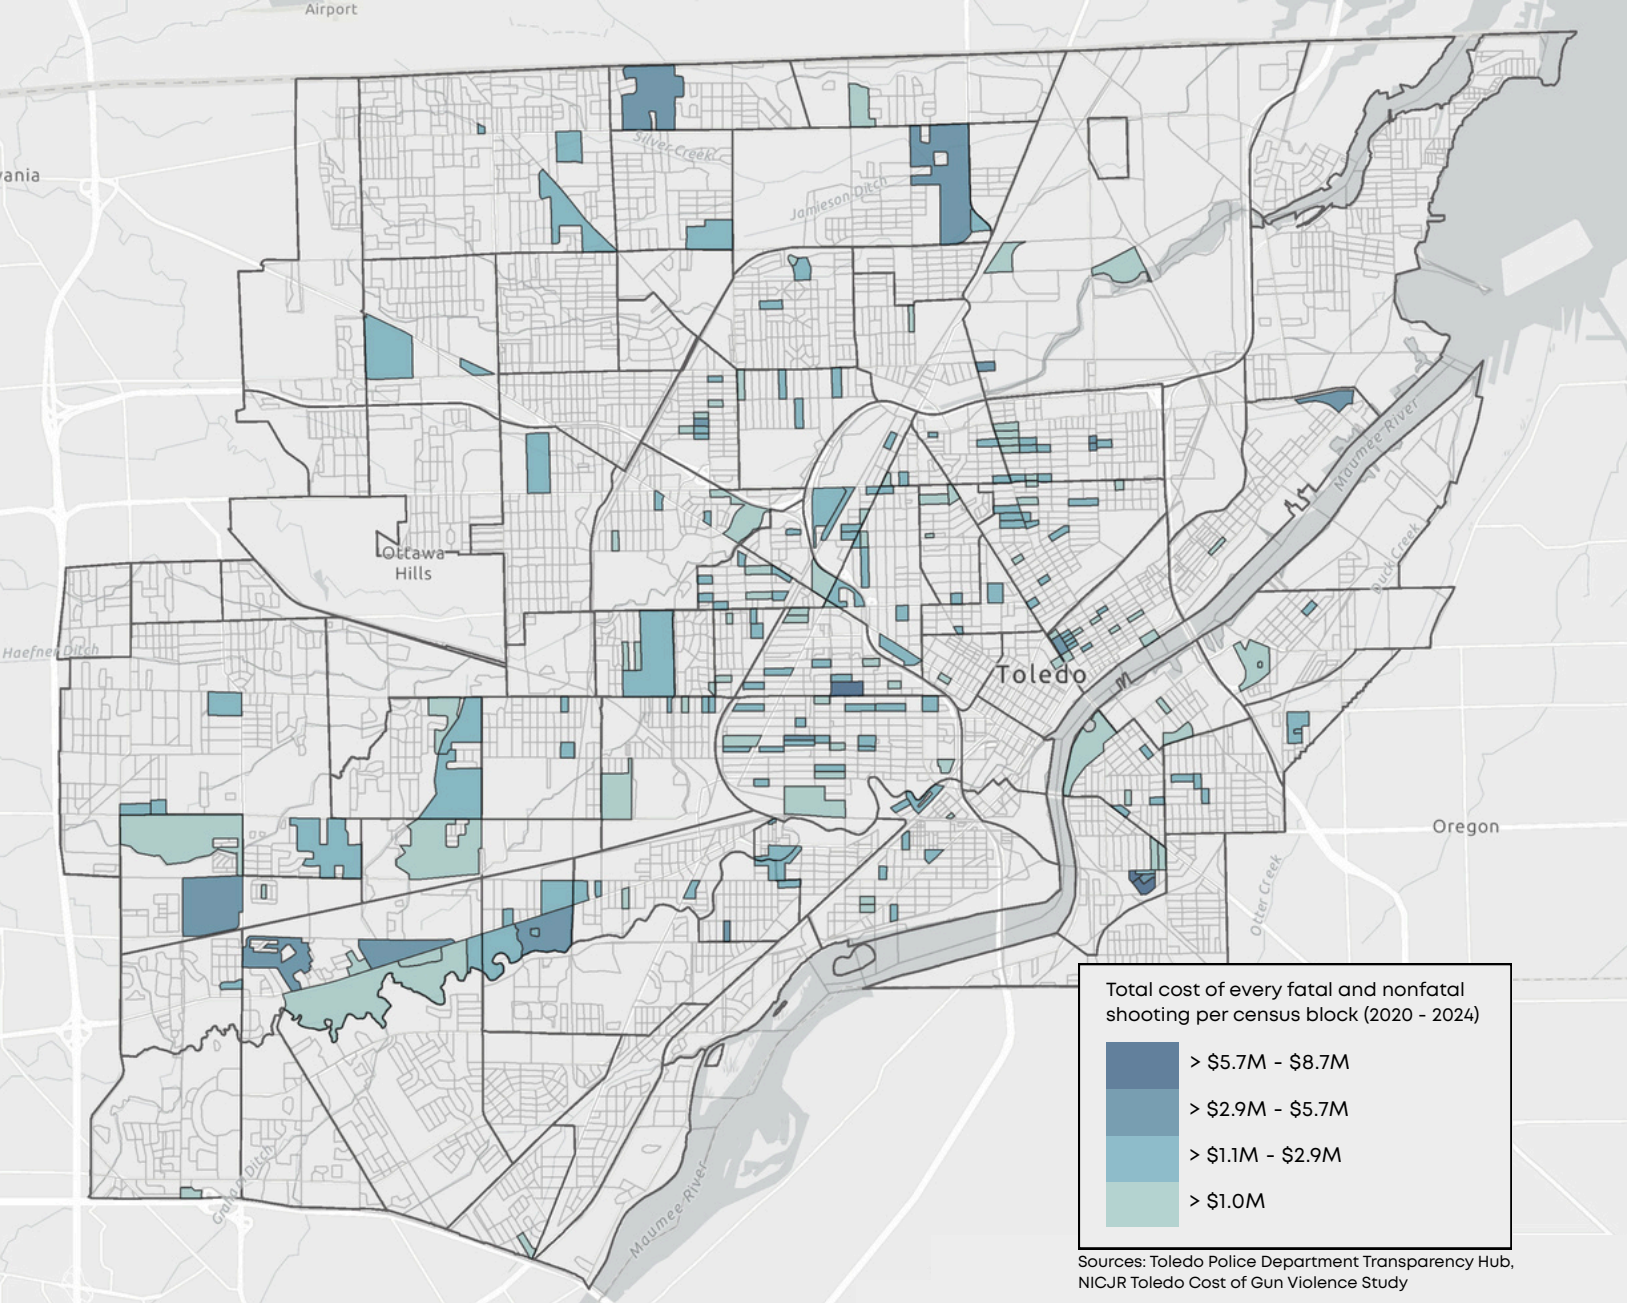 Airport
vania
Silver Creek
Jamieson Ditch
Maumee River
Ottawa
Hills
Duck Creek
Haefner Ditch
Toledo
Oregon
Otter Creek
Maumee River
Total cost of every fatal and nonfatal
shooting per census block (2020 - 2024)
> $5.7M - $8.7M
> $2.9M - $5.7M
> $1.1M - $2.9M
> $1.0M
Sources: Toledo Police Department Transparency Hub,
NICJR Toledo Cost of Gun Violence Study